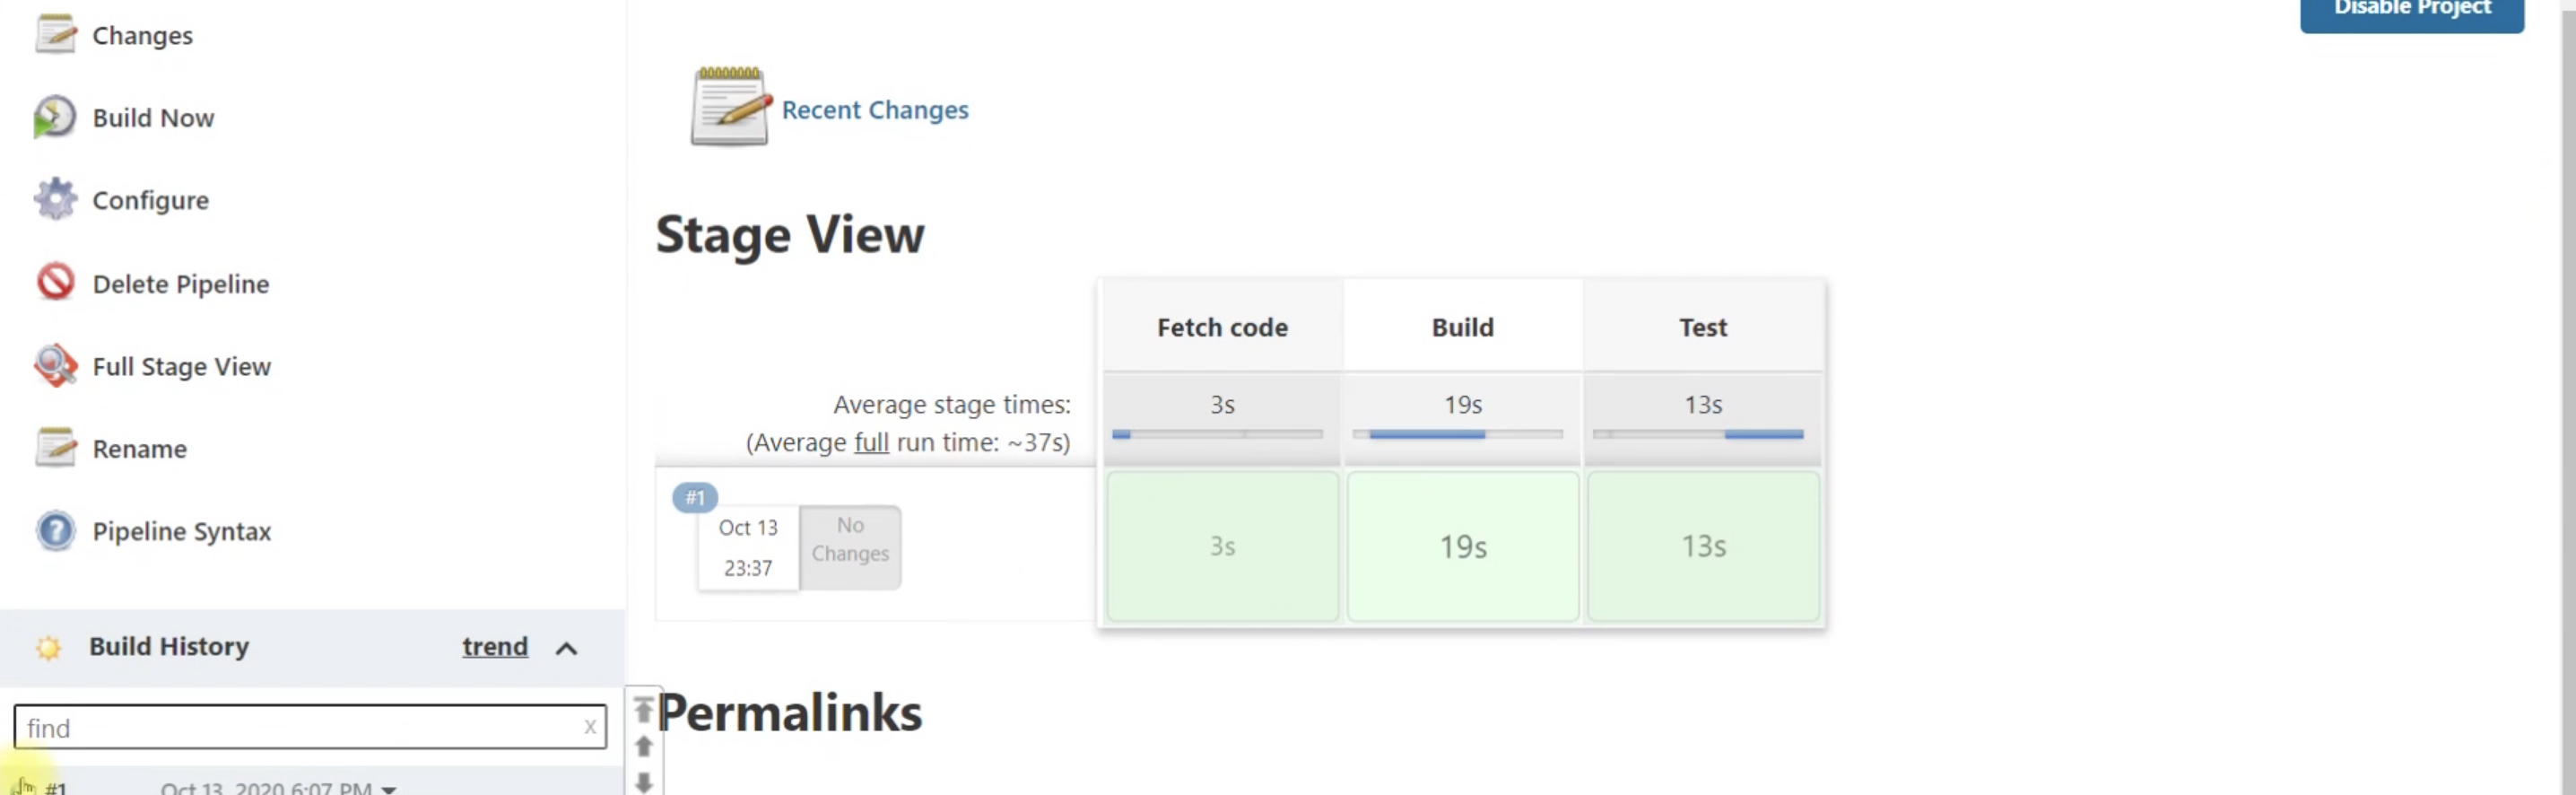 Changes
Build Now
Configure
Delete Pipeline
Full Stage View
Rename
Pipeline Syntax
Build History trend
find x
#1 Oct 13, 2020 6:07 PM
Disable Project
Recent Changes
Stage View
Fetch code Build Test
Average stage times: 3s 19s 13s
(Average full run time: ~37s)
#1
Oct 13
23:37
No
Changes
3s 19s 13s
Permalinks